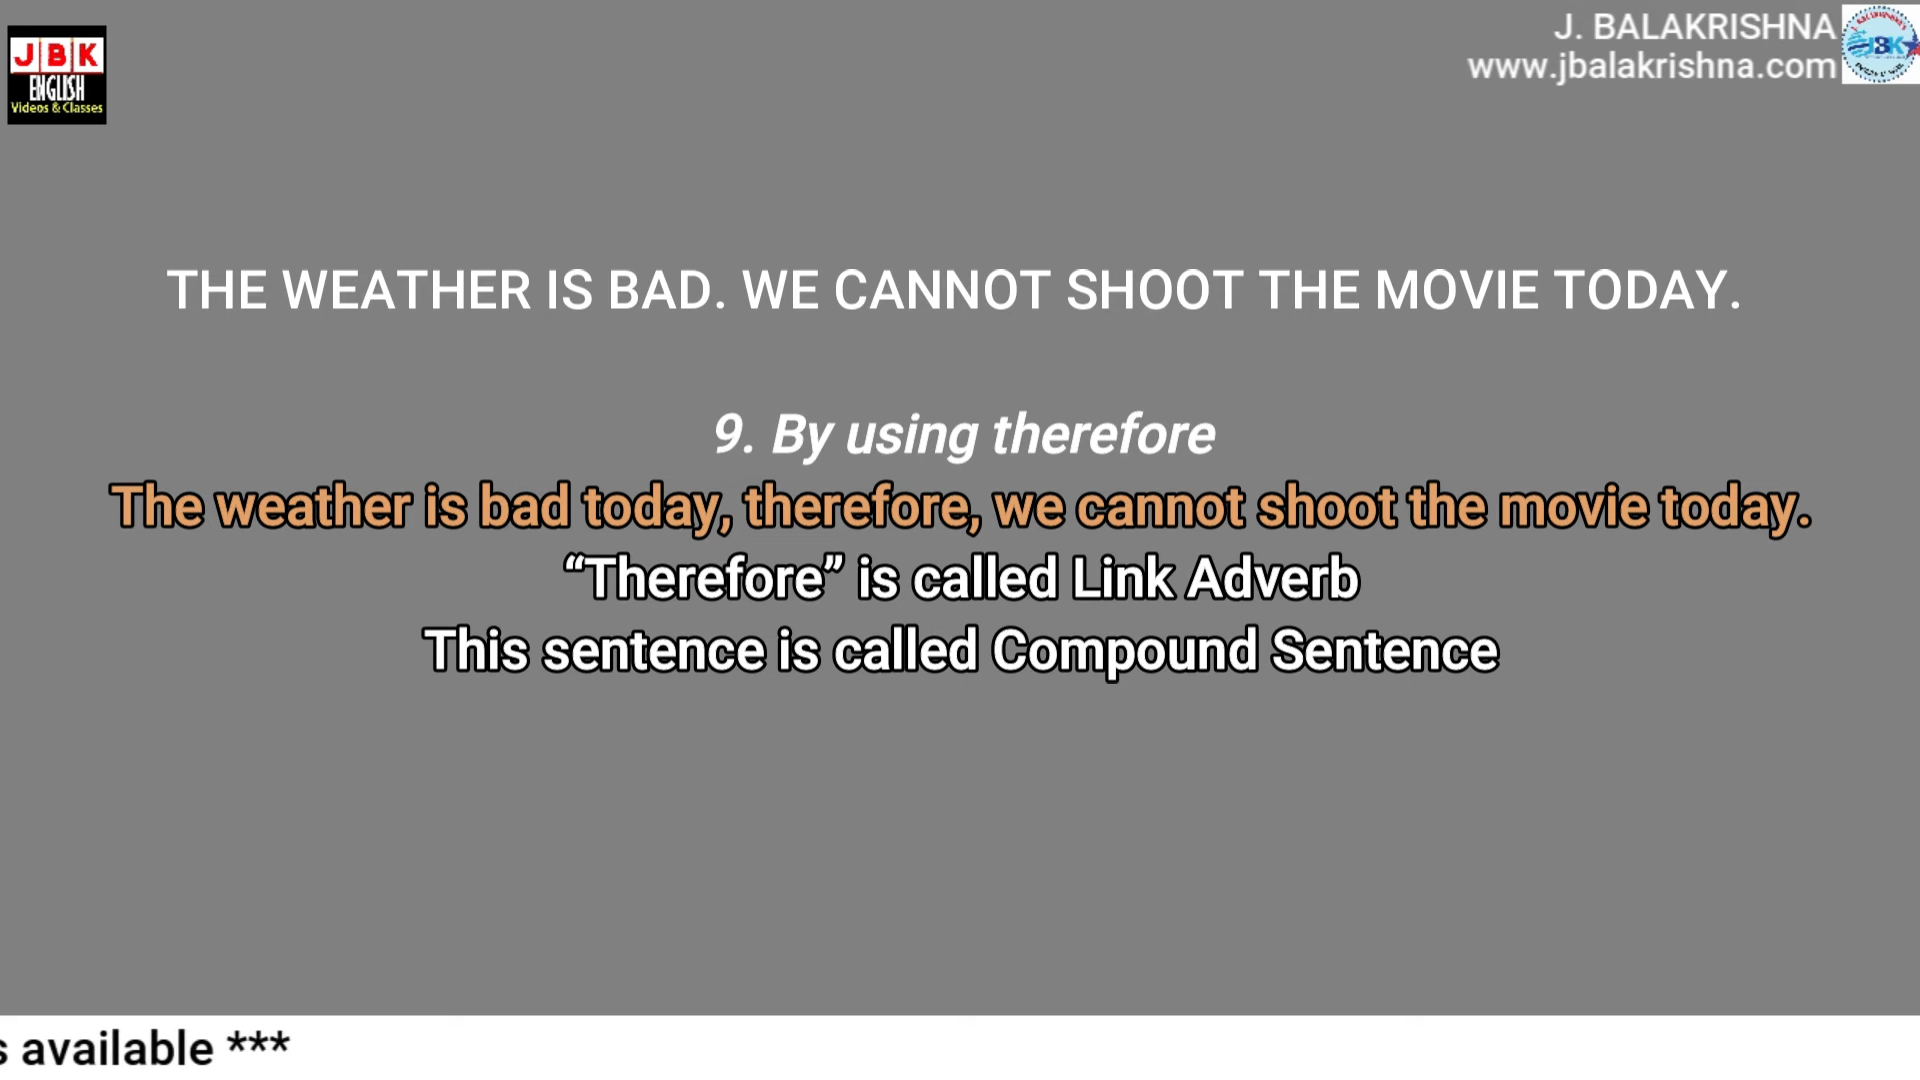 J. BALAKRISHNA
www.jbalakrishna.com
JBK
ENGLISH
Videos & Classes
THE WEATHER IS BAD. WE CANNOT SHOOT THE MOVIE TODAY.
9. By using therefore
The weather is bad today, therefore, we cannot shoot the movie today.
“Therefore” is called Link Adverb
This sentence is called Compound Sentence
available ***